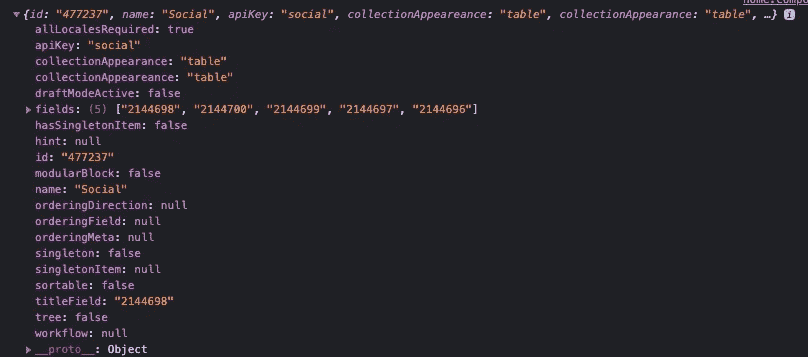 home.compo
▼{id: "477237", name: "Social", apiKey: "social", collectionAppeareance: "table", collectionAppearance: "table", …} i
allLocalesRequired: true
apiKey: "social"
collectionAppearance: "table"
collectionAppeareance: "table"
draftModeActive: false
▶fields: (5) ["2144698", "2144700", "2144699", "2144697", "2144696"]
hasSingletonItem: false
hint: null
id: "477237"
modularBlock: false
name: "Social"
orderingDirection: null
orderingField: null
orderingMeta: null
singleton: false
singletonItem: null
sortable: false
titleField: "2144698"
tree: false
workflow: null
▶__proto__: Object